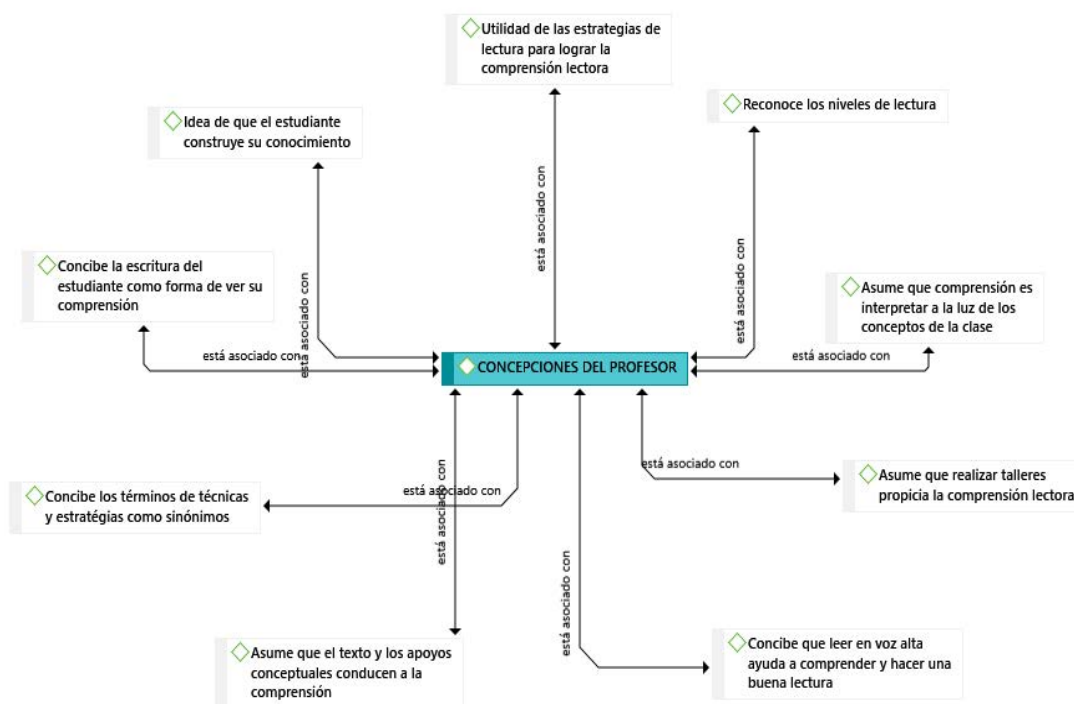 Utilidad de las estrategias de
lectura para lograr la
comprensión lectora
Reconoce los niveles de lectura
Idea de que el estudiante
construye su conocimiento
está asociado con
está asociado con
Concibe la escritura del
estudiante como forma de ver su
comprensión
está asociado con
Asume que comprensión es
interpretar a la luz de los
conceptos de la clase
está asociado con
está asociado con
está asociado con
CONCEPCIONES DEL PROFESOR
está asociado con
Asume que realizar talleres
propicia la comprensión lectora
está asociado con
Concibe los términos de técnicas
y estratégias como sinónimos
está asociado con
está asociado con
Asume que el texto y los apoyos
conceptuales conducen a la
comprensión
Concibe que leer en voz alta
ayuda a comprender y hacer una
buena lectura